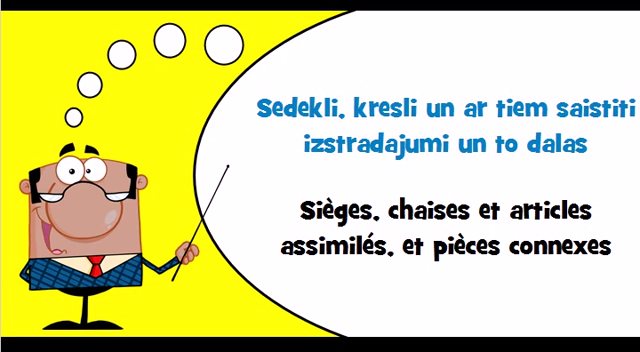 Sedekli, kresli un ar tiem saistiti
izstradajumi un to dalas
Sièges, chaises et articles
assimilés, et pièces connexes